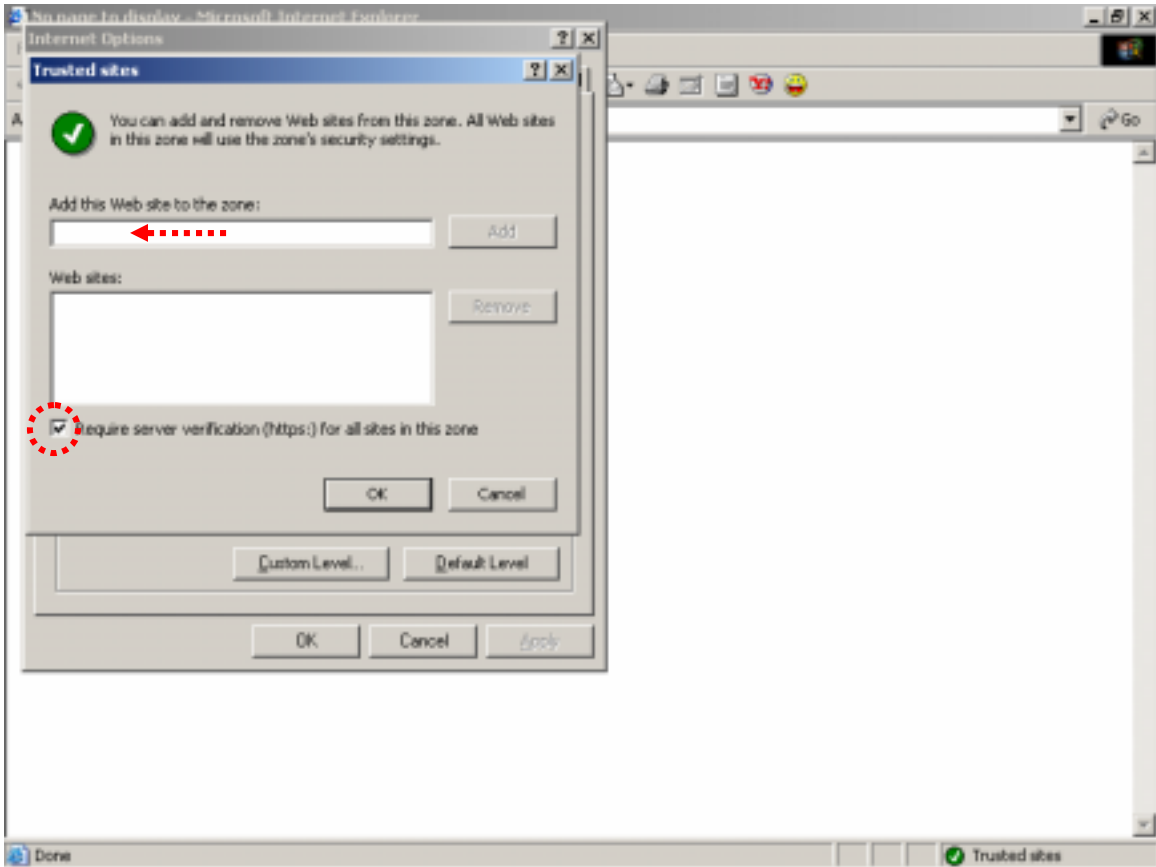 No page to display - Microsoft Internet Explorer
Internet Options
Trusted sites
You can add and remove Web sites from this zone. All Web sites
in this zone will use the zone's security settings.
Go
Add this Web site to the zone:
Add
Web sites:
Remove
Require server verification (https:) for all sites in this zone
OK
Cancel
Custom Level...
Default Level
OK
Cancel
Apply
Done
Trusted sites